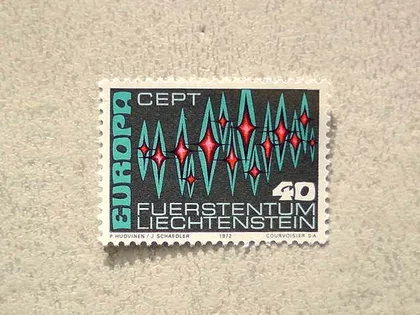 EUROPA
CEPT
40
FUERSTENTUM
LIECHTENSTEIN
P. HUOVINEN / J. SCHAEDLER 1972 COURVOISIER S.A.